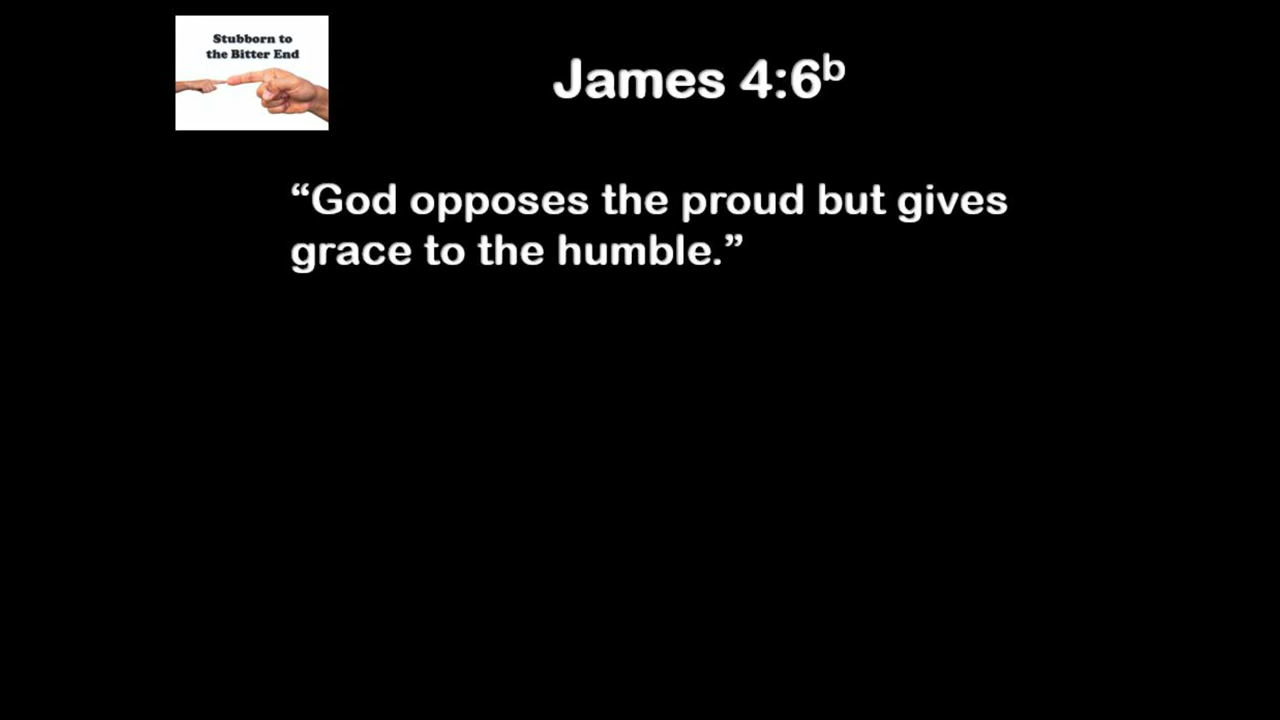 Stubborn to
the Bitter End
James 4:6ᵇ
“God opposes the proud but gives
grace to the humble.”